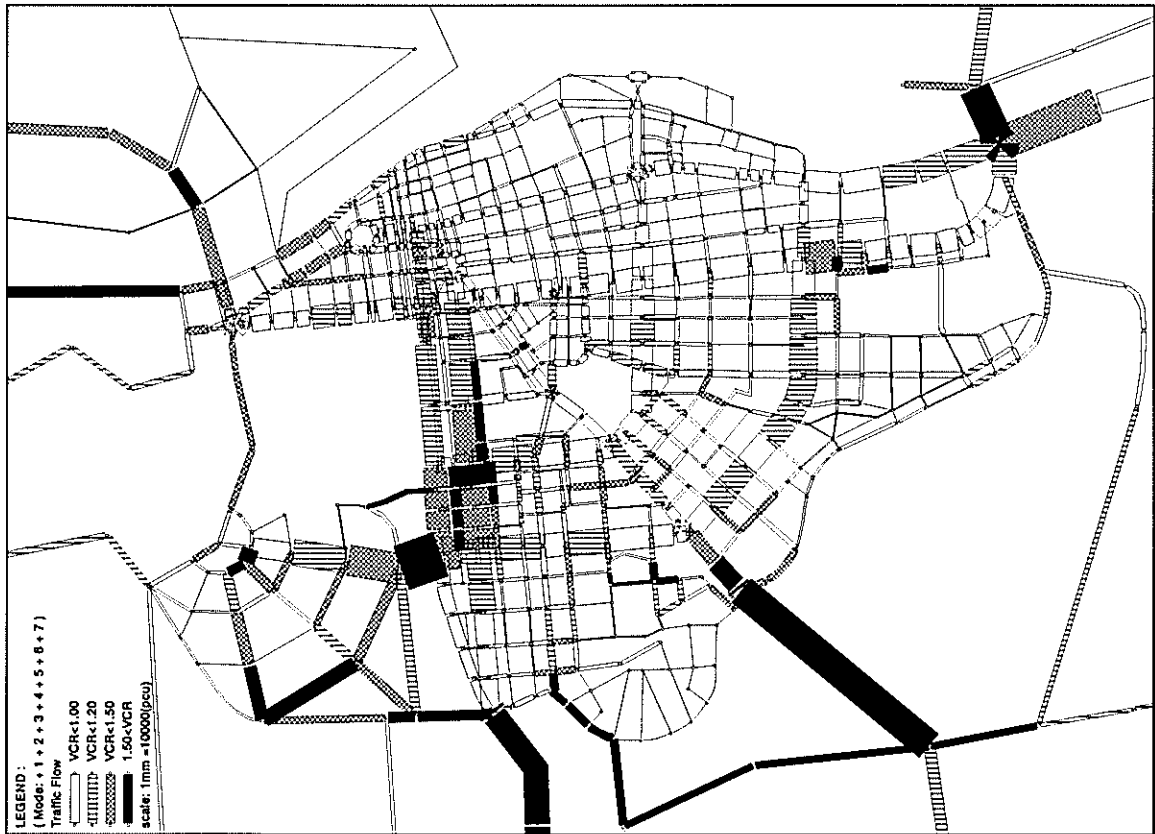 LEGEND :
( Mode: + 1 + 2 + 3 + 4 + 5 + 6 + 7 )
Traffic Flow
VCR<1.00
VCR<1.20
VCR<1.50
1.50<VCR
scale: 1mm =10000(pcu)